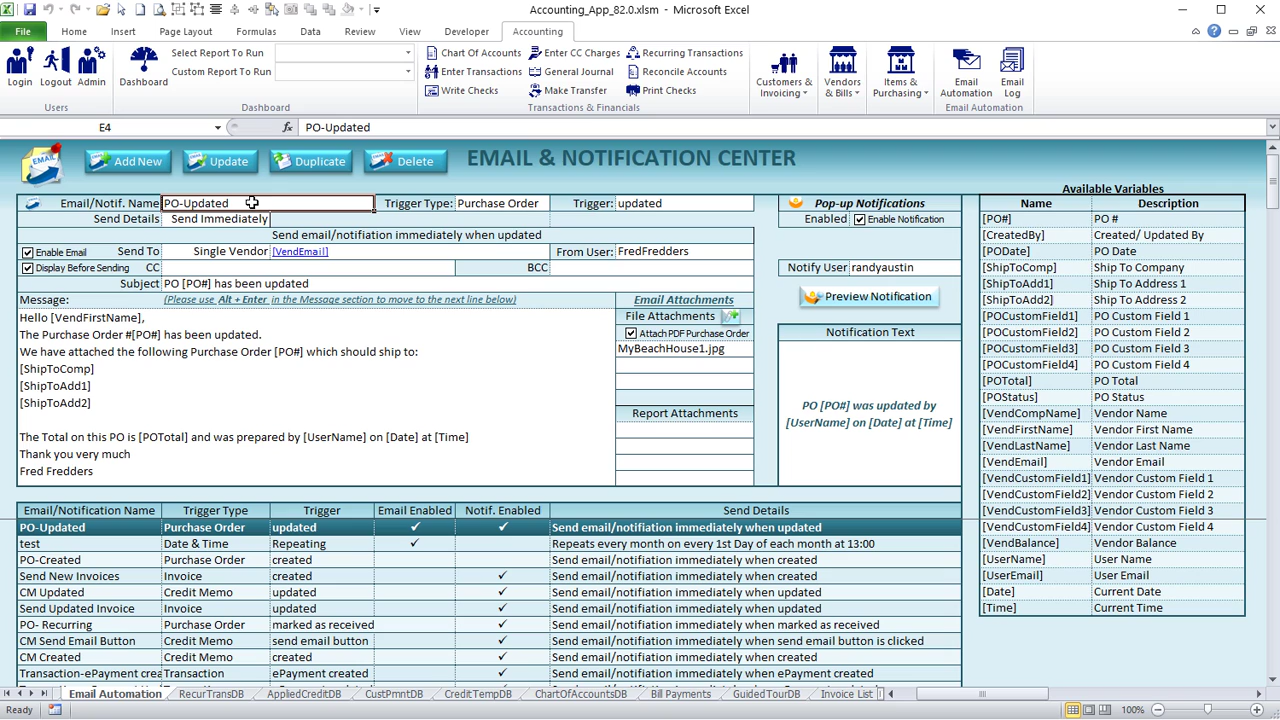 Accounting_App_82.0.xlsm - Microsoft Excel
File Home Insert Page Layout Formulas Data Review View Developer Accounting
Select Report To Run
Custom Report To Run
Login Logout Admin Dashboard
Chart Of Accounts Enter CC Charges Recurring Transactions
Enter Transactions General Journal Reconcile Accounts
Write Checks Make Transfer Print Checks
Customers & Invoicing Vendors & Bills Items & Purchasing Email Automation Email Log
Users Dashboard Transactions & Financials Email Automation
E4 fx PO-Updated
EMAIL
Add New Update Duplicate Delete EMAIL & NOTIFICATION CENTER
Email/Notif. Name PO-Updated Trigger Type: Purchase Order Trigger: updated
Send Details Send Immediately
Send email/notifiation immediately when updated
Enable Email Send To Single Vendor [VendEmail] From User: FredFredders
Display Before Sending CC BCC
Subject PO [PO#] has been updated
Message: (Please use Alt + Enter in the Message section to move to the next line below)
Hello [VendFirstName],
The Purchase Order #[PO#] has been updated.
We have attached the following Purchase Order [PO#] which should ship to:
[ShipToComp]
[ShipToAdd1]
[ShipToAdd2]
The Total on this PO is [POTotal] and was prepared by [UserName] on [Date] at [Time]
Thank you very much
Fred Fredders
Email Attachments
File Attachments
Attach PDF Purchase Order
MyBeachHouse1.jpg
Report Attachments
Pop-up Notifications
Enabled Enable Notification
Notify User randyaustin
Preview Notification
Notification Text
PO [PO#] was updated by
[UserName] on [Date] at [Time]
Available Variables
Name Description
[PO#] PO #
[CreatedBy] Created/ Updated By
[PODate] PO Date
[ShipToComp] Ship To Company
[ShipToAdd1] Ship To Address 1
[ShipToAdd2] Ship To Address 2
[POCustomField1] PO Custom Field 1
[POCustomField2] PO Custom Field 2
[POCustomField3] PO Custom Field 3
[POCustomField4] PO Custom Field 4
[POTotal] PO Total
[POStatus] PO Status
[VendCompName] Vendor Name
[VendFirstName] Vendor First Name
[VendLastName] Vendor Last Name
[VendEmail] Vendor Email
[VendCustomField1] Vendor Custom Field 1
[VendCustomField2] Vendor Custom Field 2
[VendCustomField3] Vendor Custom Field 3
[VendCustomField4] Vendor Custom Field 4
[VendBalance] Vendor Balance
[UserName] User Name
[UserEmail] User Email
[Date] Current Date
[Time] Current Time
Email/Notification Name Trigger Type Trigger Email Enabled Notif. Enabled Send Details
PO-Updated Purchase Order updated ✓ ✓ Send email/notifiation immediately when updated
test Date & Time Repeating ✓ Repeats every month on every 1st Day of each month at 13:00
PO-Created Purchase Order created Send email/notifiation immediately when created
Send New Invoices Invoice created ✓ Send email/notifiation immediately when created
CM Updated Credit Memo updated ✓ Send email/notifiation immediately when updated
Send Updated Invoice Invoice updated ✓ Send email/notifiation immediately when updated
PO- Recurring Purchase Order marked as received ✓ Send email/notifiation immediately when marked as received
CM Send Email Button Credit Memo send email button ✓ Send email/notifiation immediately when send email button is clicked
CM Created Credit Memo created ✓ Send email/notifiation immediately when created
Transaction-ePayment crea Transaction ePayment created ✓ Send email/notifiation immediately when ePayment created
Email Automation RecurTransDB AppliedCreditDB CustPmntDB CreditTempDB ChartOfAccountsDB Bill Payments GuidedTourDB Invoice List
Ready 100%